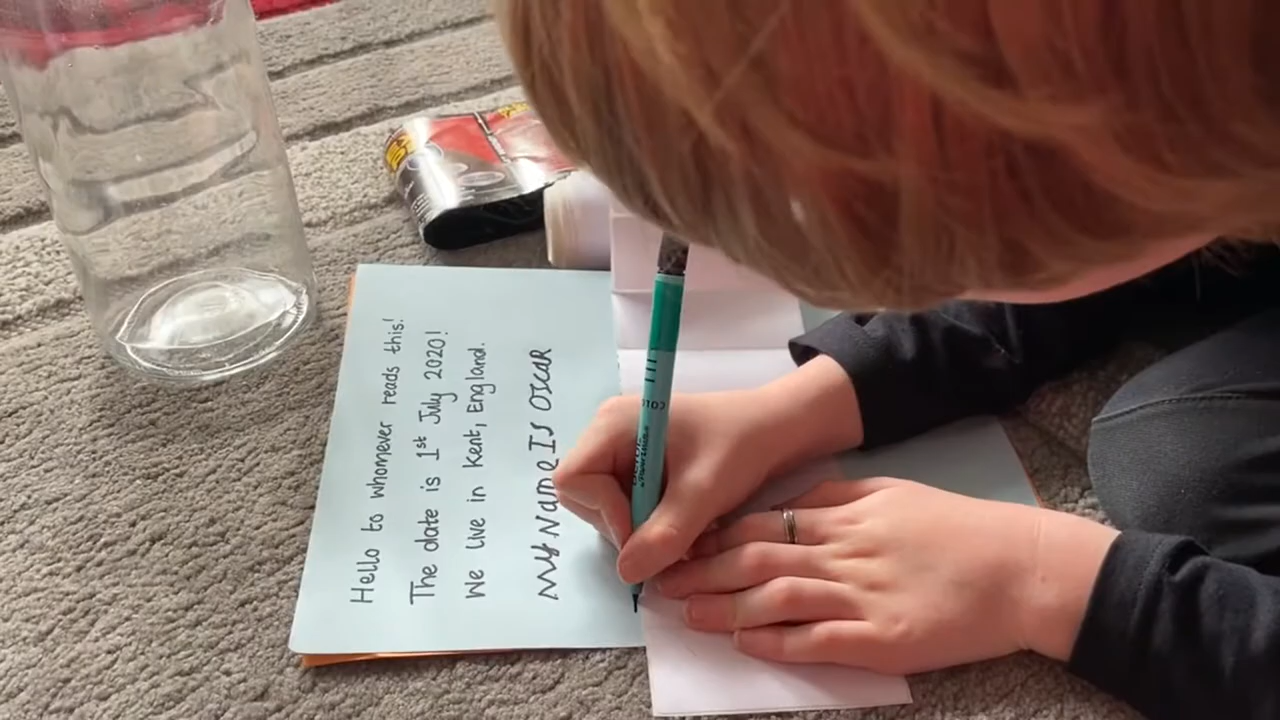 Hello to whomever reads this!
The date is 1st July 2020!
We live in Kent, England.
My Name IS OSCAR